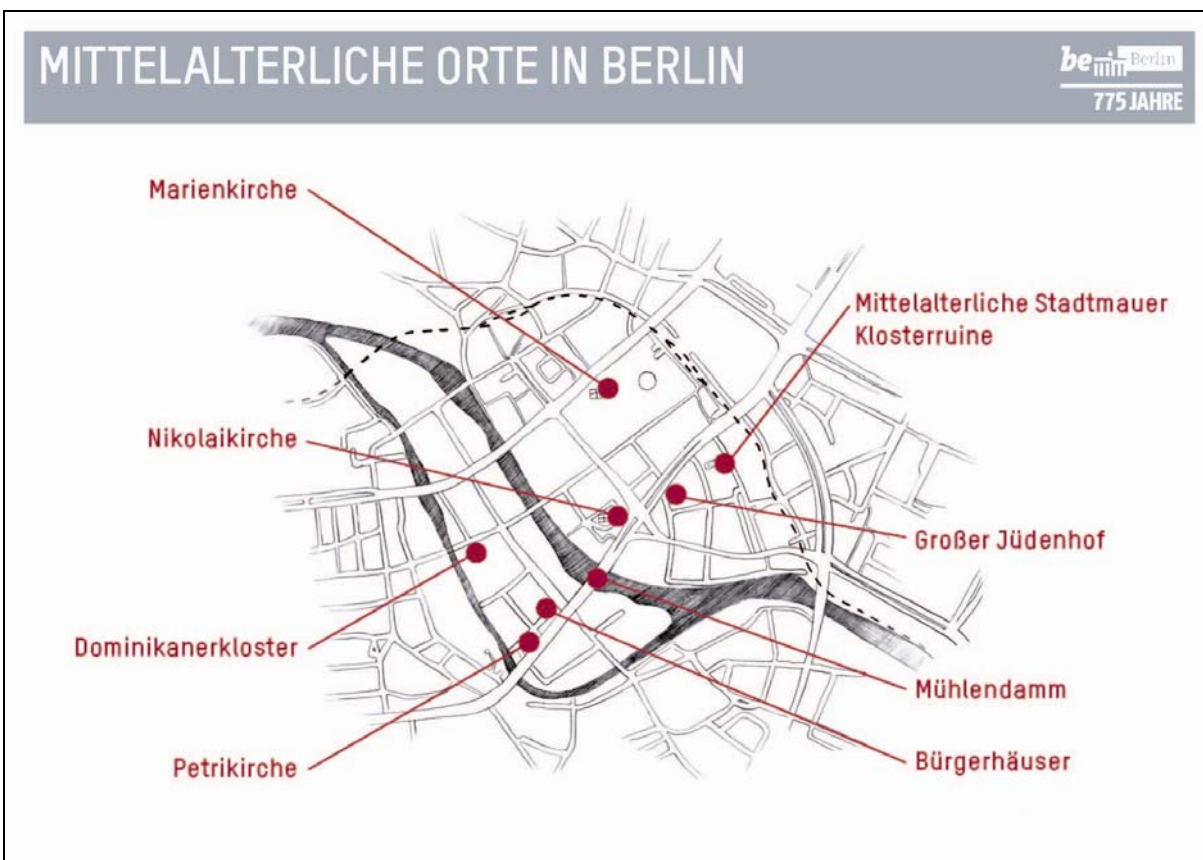 MITTELALTERLICHE ORTE IN BERLIN
be Berlin
775 JAHRE
Marienkirche
Mittelalterliche Stadtmauer
Klosterruine
Nikolaikirche
Großer Jüdenhof
Dominikanerkloster
Mühlendamm
Petrikirche
Bürgerhäuser